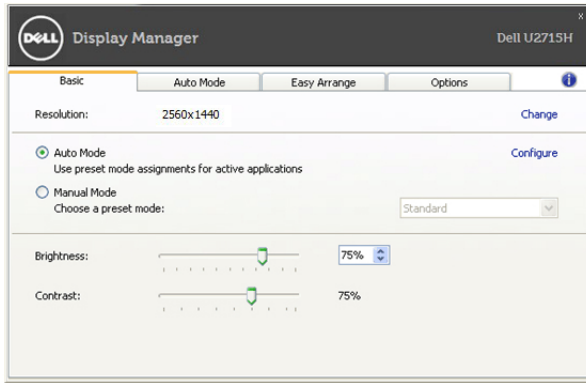 DELL Display Manager Dell U2715H
x
Basic Auto Mode Easy Arrange Options i
Resolution: 2560x1440 Change
Auto Mode Configure
Use preset mode assignments for active applications
Manual Mode
Choose a preset mode: Standard
Brightness: 75%
Contrast: 75%